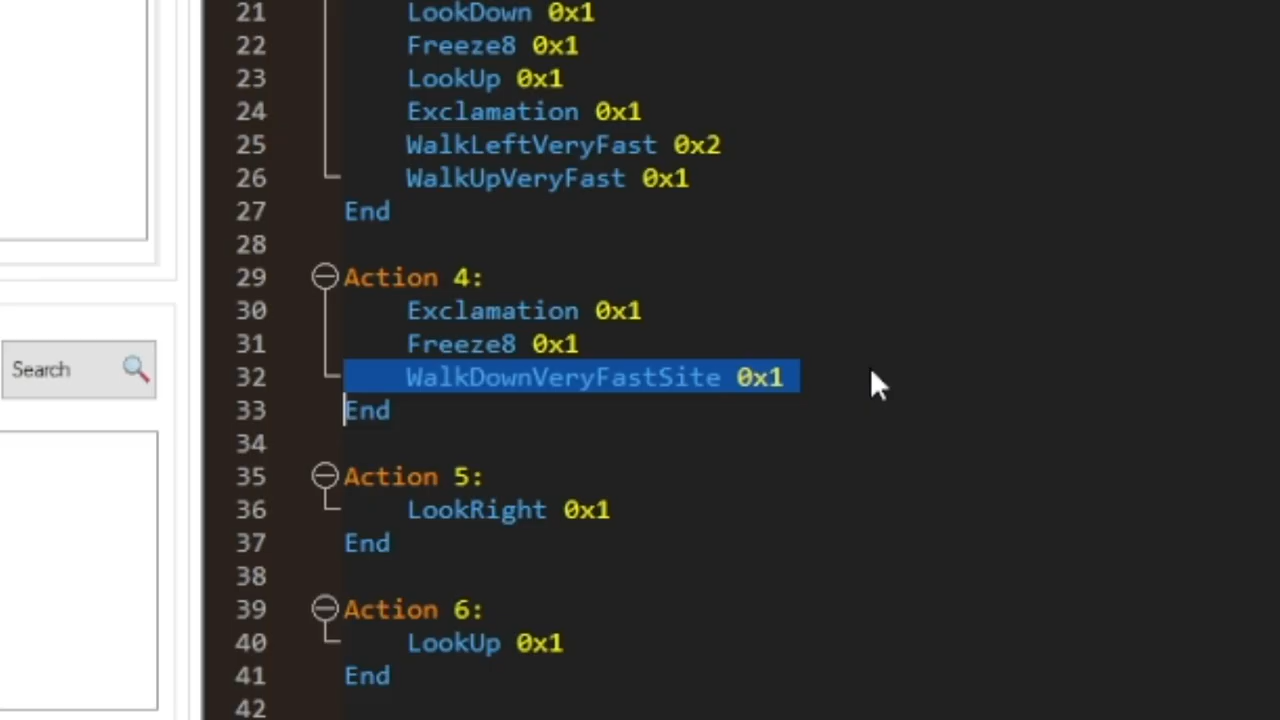 21 LookDown 0x1
22 Freeze8 0x1
23 LookUp 0x1
24 Exclamation 0x1
25 WalkLeftVeryFast 0x2
26 WalkUpVeryFast 0x1
27 End
28
29 Action 4:
30 Exclamation 0x1
31 Freeze8 0x1
Search
32 WalkDownVeryFastSite 0x1
33 End
34
35 Action 5:
36 LookRight 0x1
37 End
38
39 Action 6:
40 LookUp 0x1
41 End
42